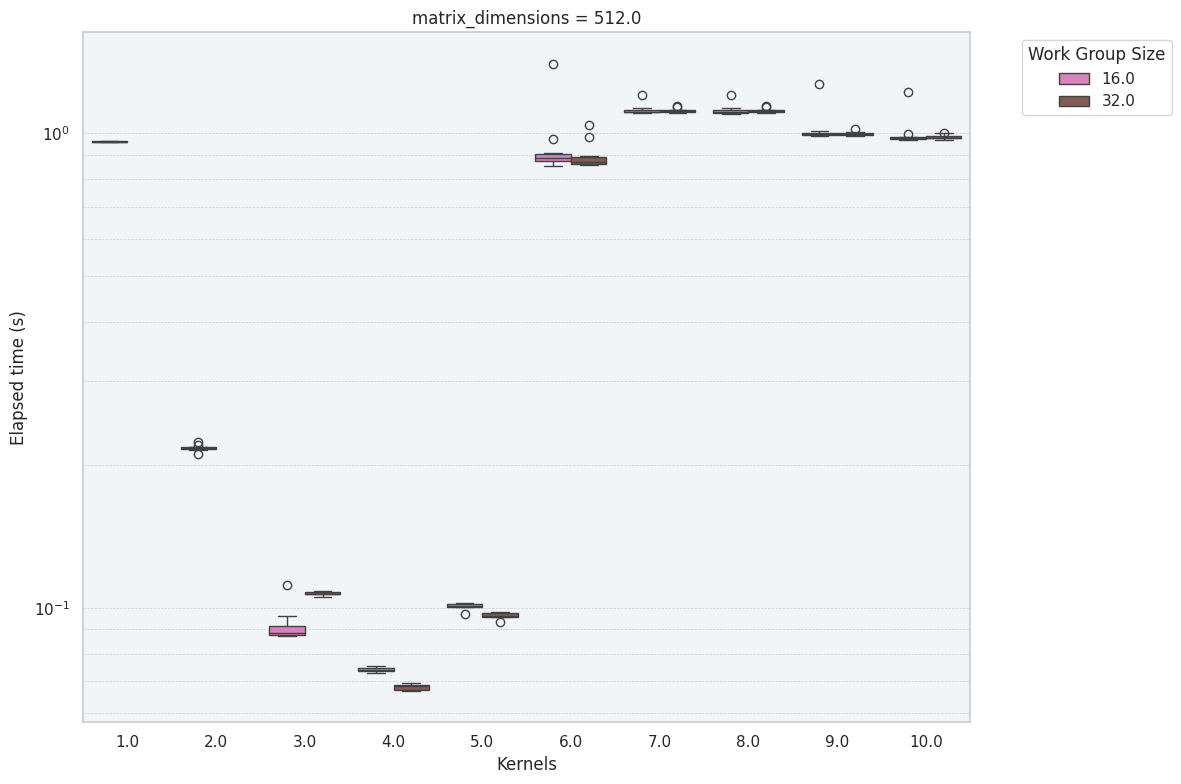 matrix_dimensions = 512.0
Work Group Size
16.0
32.0
10⁰
10⁻¹
Elapsed time (s)
1.0 2.0 3.0 4.0 5.0 6.0 7.0 8.0 9.0 10.0
Kernels